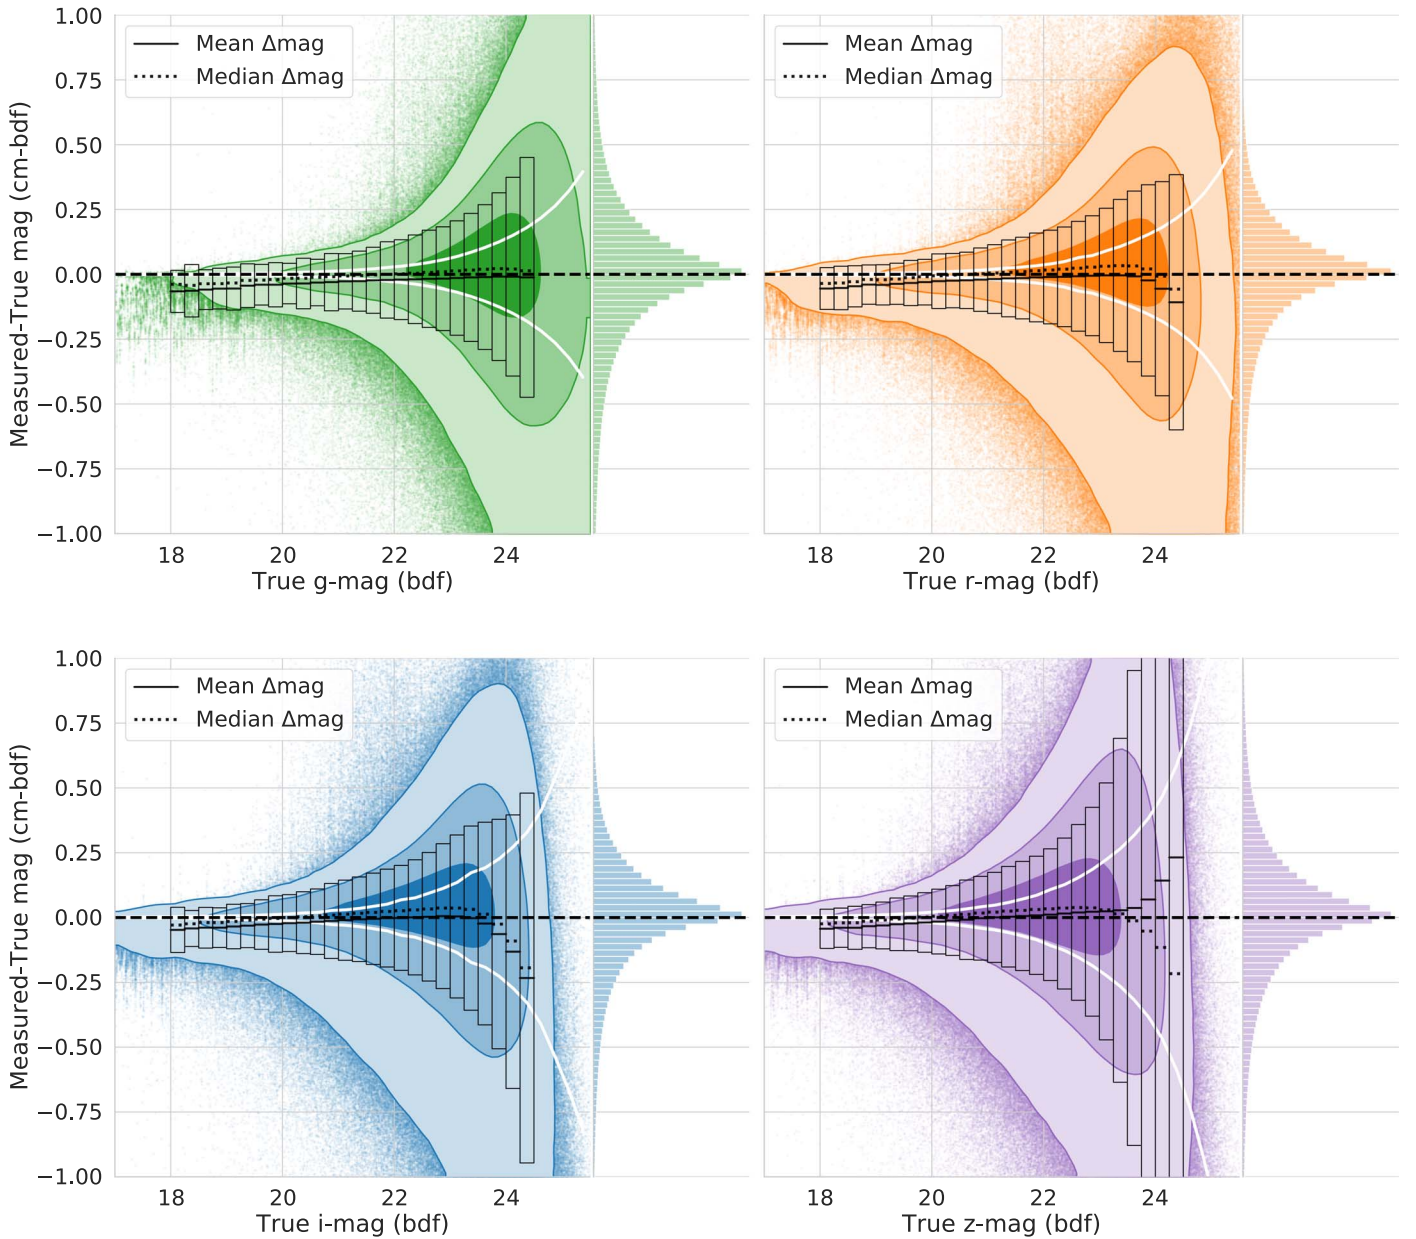 Measured-True mag (cm-bdf)
1.00
0.75
0.50
0.25
0.00
−0.25
−0.50
−0.75
−1.00
Mean Δmag
Median Δmag
18 20 22 24
True g-mag (bdf)
Mean Δmag
Median Δmag
18 20 22 24
True r-mag (bdf)
Measured-True mag (cm-bdf)
1.00
0.75
0.50
0.25
0.00
−0.25
−0.50
−0.75
−1.00
Mean Δmag
Median Δmag
18 20 22 24
True i-mag (bdf)
Mean Δmag
Median Δmag
18 20 22 24
True z-mag (bdf)